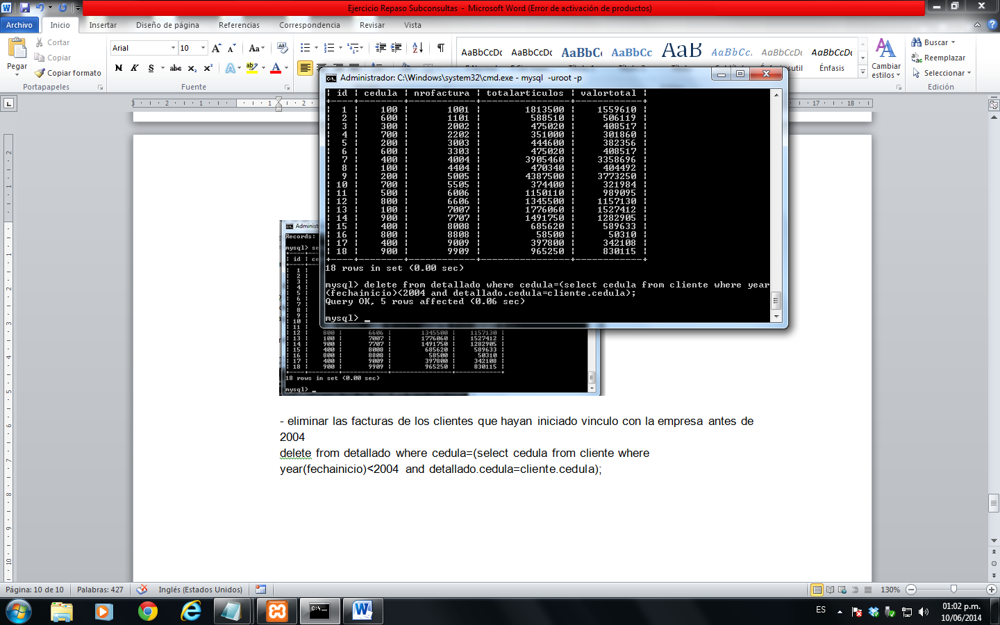 Ejercicio Repaso Subconsultas - Microsoft Word (Error de activación de productos)
Archivo Inicio Insertar Diseño de página Referencias Correspondencia Revisar Vista
Pegar
Cortar
Copiar
Copiar formato
Portapapeles
Arial 10
N K S abc x₂ x²
Fuente
AaBbCcDc AaBbCcDc AaBbCc AaBbCc AaB AaBbCc. AaBbCcDc AaBbCcDc
Énfasis
Cambiar
estilos
Buscar
Reemplazar
Seleccionar
Edición
Administrador: C:\Windows\system32\cmd.exe - mysql -uroot -p
| id | cedula | nrofactura | totalarticulos | valortotal |
| 1 | 100 | 1001 | 1813500 | 1559610 |
| 2 | 600 | 1101 | 588510 | 506119 |
| 3 | 300 | 2002 | 475020 | 408517 |
| 4 | 700 | 2202 | 351000 | 301860 |
| 5 | 200 | 3003 | 444600 | 382356 |
| 6 | 600 | 3303 | 475020 | 408517 |
| 7 | 400 | 4004 | 3905460 | 3358696 |
| 8 | 100 | 4404 | 470340 | 404492 |
| 9 | 200 | 5005 | 4387500 | 3773250 |
| 10 | 700 | 5505 | 374400 | 321984 |
| 11 | 500 | 6006 | 1150110 | 989095 |
| 12 | 800 | 6606 | 1345500 | 1157130 |
| 13 | 100 | 7007 | 1776060 | 1527412 |
| 14 | 900 | 7707 | 1491750 | 1282905 |
| 15 | 400 | 8008 | 685620 | 589633 |
| 16 | 800 | 8808 | 58500 | 50310 |
| 17 | 400 | 9009 | 397800 | 342108 |
| 18 | 900 | 9909 | 965250 | 830115 |
18 rows in set (0.00 sec)
mysql> delete from detallado where cedula=(select cedula from cliente where year
(fechainicio)<2004 and detallado.cedula=cliente.cedula);
Query OK, 5 rows affected (0.06 sec)
mysql> _
Administ
Records:
mysql> se
| id | ce
| 1 |
| 2 |
| 3 |
| 4 |
| 5 |
| 6 |
| 7 |
| 8 |
| 9 |
| 10 |
| 11 |
| 12 | 800 | 6606 | 1345500 | 1157130 |
| 13 | 100 | 7007 | 1776060 | 1527412 |
| 14 | 900 | 7707 | 1491750 | 1282905 |
| 15 | 400 | 8008 | 685620 | 589633 |
| 16 | 800 | 8808 | 58500 | 50310 |
| 17 | 400 | 9009 | 397800 | 342108 |
| 18 | 900 | 9909 | 965250 | 830115 |
18 rows in set (0.00 sec)
mysql> _
- eliminar las facturas de los clientes que hayan iniciado vinculo con la empresa antes de
2004
delete from detallado where cedula=(select cedula from cliente where
year(fechainicio)<2004 and detallado.cedula=cliente.cedula);
Página: 10 de 10 Palabras: 427 Inglés (Estados Unidos) 130%
ES
01:02 p.m.
10/06/2014